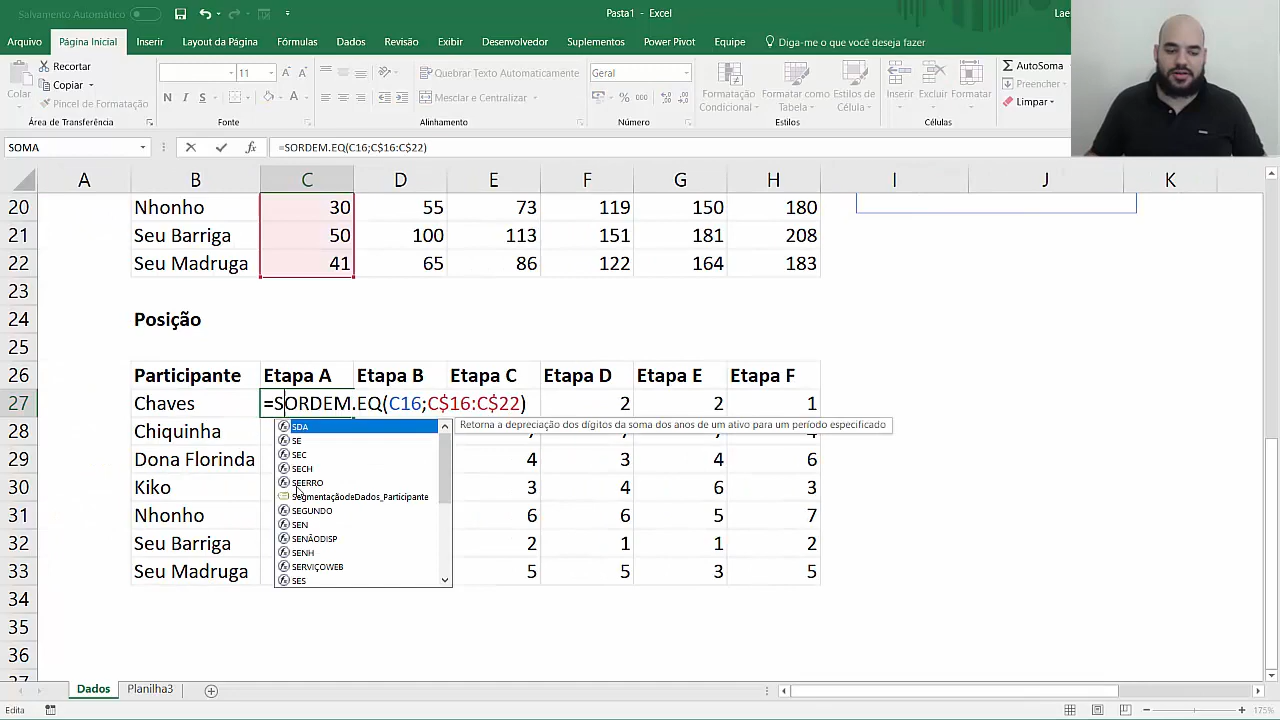 Salvamento Automático
Pasta1 - Excel
Lae
Arquivo Página Inicial Inserir Layout da Página Fórmulas Dados Revisão Exibir Desenvolvedor Suplementos Power Pivot Equipe Diga-me o que você deseja fazer
Colar
Recortar
Copiar
Pincel de Formatação
Área de Transferência
11
N I S
Fonte
Quebrar Texto Automaticamente
Mesclar e centralizar
Alinhamento
Geral
% 000
Número
Formatação Condicional
Formatar como Tabela
Estilos de Célula
Estilos
Inserir Excluir Formatar
Células
AutoSoma
Preencher
Limpar
SOMA fx =SORDEM.EQ(C16;C$16:C$22)
A B C D E F G H I J K
20 Nhonho 30 55 73 119 150 180
21 Seu Barriga 50 100 113 151 181 208
22 Seu Madruga 41 65 86 122 164 183
23
24 Posição
25
26 Participante Etapa A Etapa B Etapa C Etapa D Etapa E Etapa F
27 Chaves =SORDEM.EQ(C16;C$16:C$22) 2 2 1
28 Chiquinha
29 Dona Florinda 4 3 4 6
30 Kiko 3 4 6 3
31 Nhonho 6 6 5 7
32 Seu Barriga 2 1 1 2
33 Seu Madruga 5 5 3 5
34
35
36
SDA
SE
SEC
SECH
SEERRO
SegmentaçãodeDados_Participante
SEGUNDO
SEN
SENÃODISP
SENH
SERVIÇOWEB
SES
Retorna a depreciação dos dígitos da soma dos anos de um ativo para um período especificado
Dados Planilha3
Edita
175%